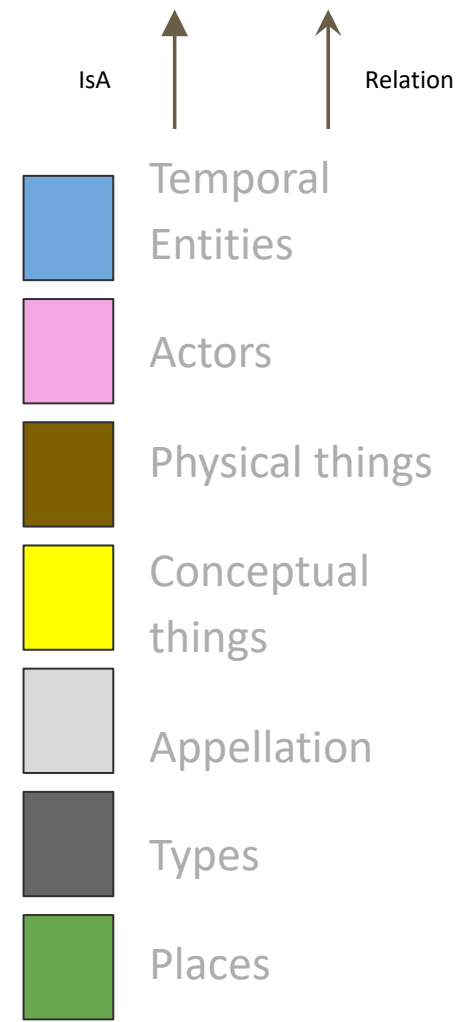 IsA
Relation
Temporal
Entities
Actors
Physical things
Conceptual
things
Appellation
Types
Places